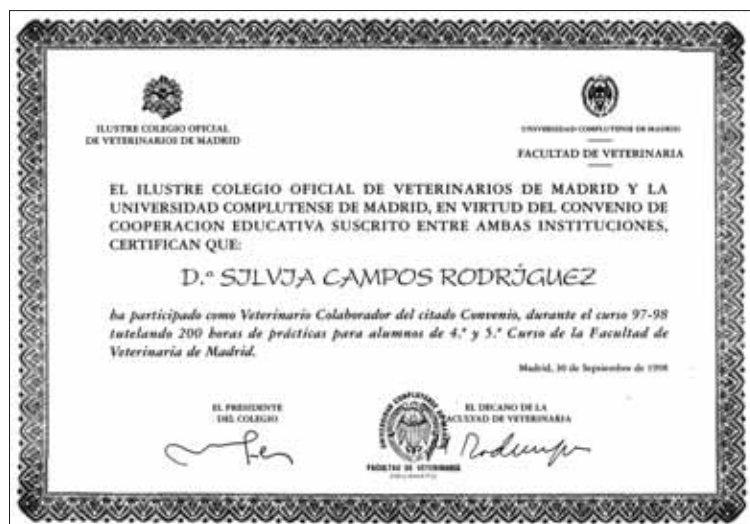 ILUSTRE COLEGIO OFICIAL
DE VETERINARIOS DE MADRID
UNIVERSIDAD COMPLUTENSE DE MADRID
FACULTAD DE VETERINARIA
EL ILUSTRE COLEGIO OFICIAL DE VETERINARIOS DE MADRID Y LA
UNIVERSIDAD COMPLUTENSE DE MADRID, EN VIRTUD DEL CONVENIO DE
COOPERACION EDUCATIVA SUSCRITO ENTRE AMBAS INSTITUCIONES,
CERTIFICAN QUE:
D.ª SILVIA CAMPOS RODRÍGUEZ
ha participado como Veterinario Colaborador del citado Convenio, durante el curso 97-98
tutelando 200 horas de prácticas para alumnos de 4.º y 5.º Curso de la Facultad de
Veterinaria de Madrid.
Madrid, 30 de Septiembre de 1998
EL PRESIDENTE
DEL COLEGIO
EL DECANO DE LA
FACULTAD DE VETERINARIA
UNIVERSIDAD COMPLUTENSE
FACULTAD DE VETERINARIA